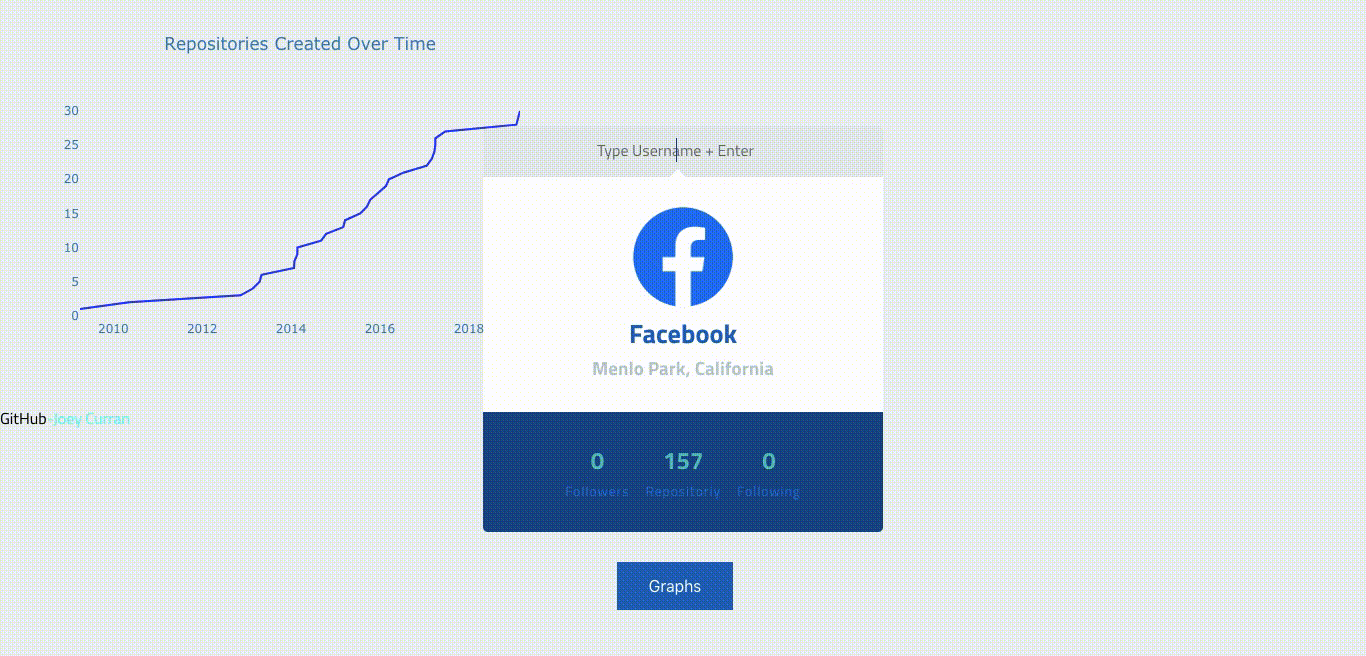 Repositories Created Over Time
30
25
20
15
10
5
0
2010 2012 2014 2016 2018
Type Username + Enter
Facebook
Menlo Park, California
0 157 0
Followers Repositoriy Following
Graphs
GitHub-Joey Curran